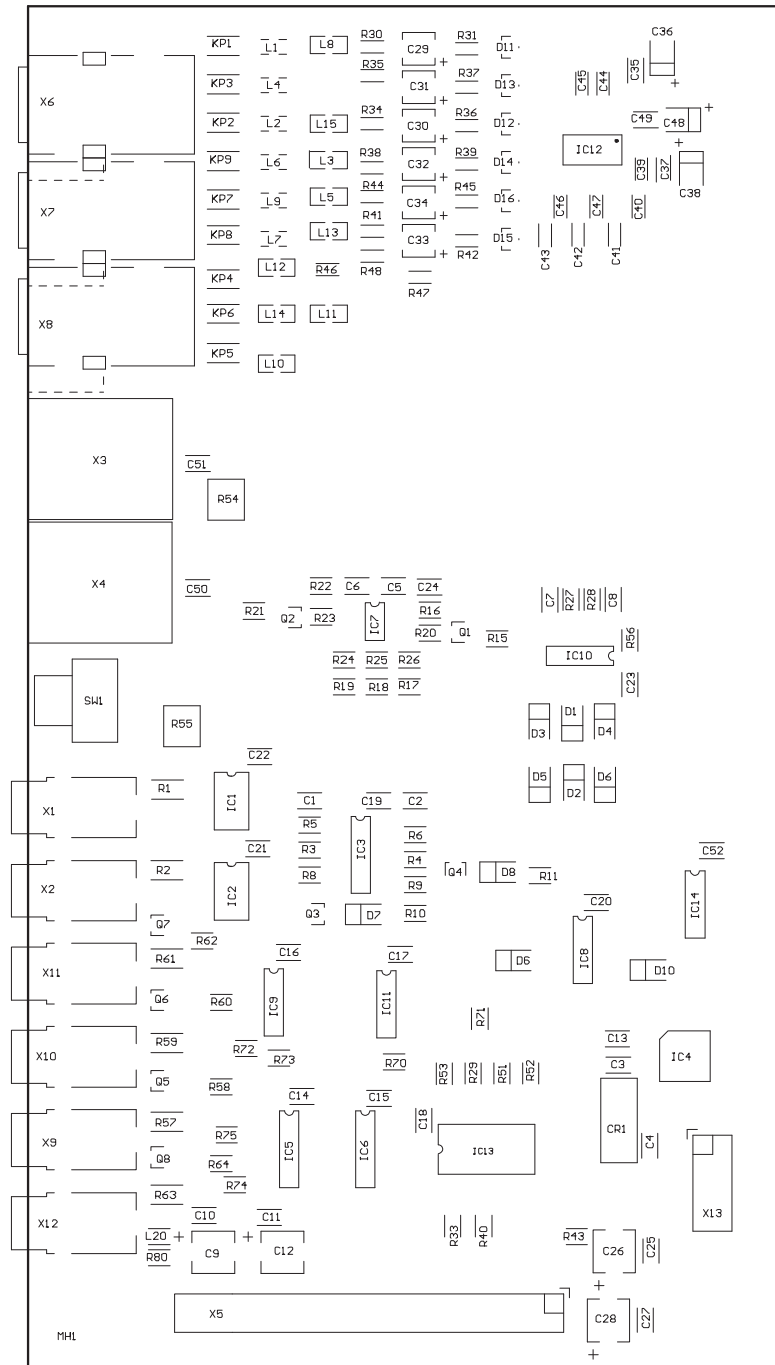 KP1 L1 L8 R30 C29 R31 D11 C36
X6 KP3 L4 R35 C31 R37 D13 C45 C44 C35
KP2 L2 L15 R34 C30 R36 D12 C49 C48
KP9 L6 L3 R38 C32 R39 D14 IC12 C39 C37 C38
X7 KP7 L9 L5 R44 C34 R45 D16 C46 C47 C40
KP8 L7 L13 R41 C33 R42 D15 C43 C42 C41
KP4 L12 R46 R48 R47
X8 KP6 L14 L11
KP5 L10
X3 C51
R54
X4 C50 R22 C6 C5 C24 C7 R27 R28 C8
R21 Q2 R23 IC7 R16
R20 Q1 R15 R56
R24 R25 R26 IC10
R19 R18 R17 C23
SW1
R55 D3 D1 D4
C22
X1 R1 IC1 C1 C19 C2 D5 D2 D6
R5 R6
C21 R3 IC3 R4 C52
X2 R2 IC2 R8 R9 Q4 D8 R11
Q7 Q3 D7 R10 C20 IC14
R62
X11 R61 C16 C17 D6 IC8 D10
Q6 R60 IC9 IC11
R71
X10 R59 R72 R73 R70 C13 IC4
Q5 R58 R53 R29 R51 R52 C3
C14 C15
X9 R57 R75 IC5 IC6 C18 IC13 CR1 C4
Q8 R64
R74
X12 R63 X13
C10 C11
L20 R33 R40 R43
R80 C9 C12 C26 C25
X5 C28 C27
MH1